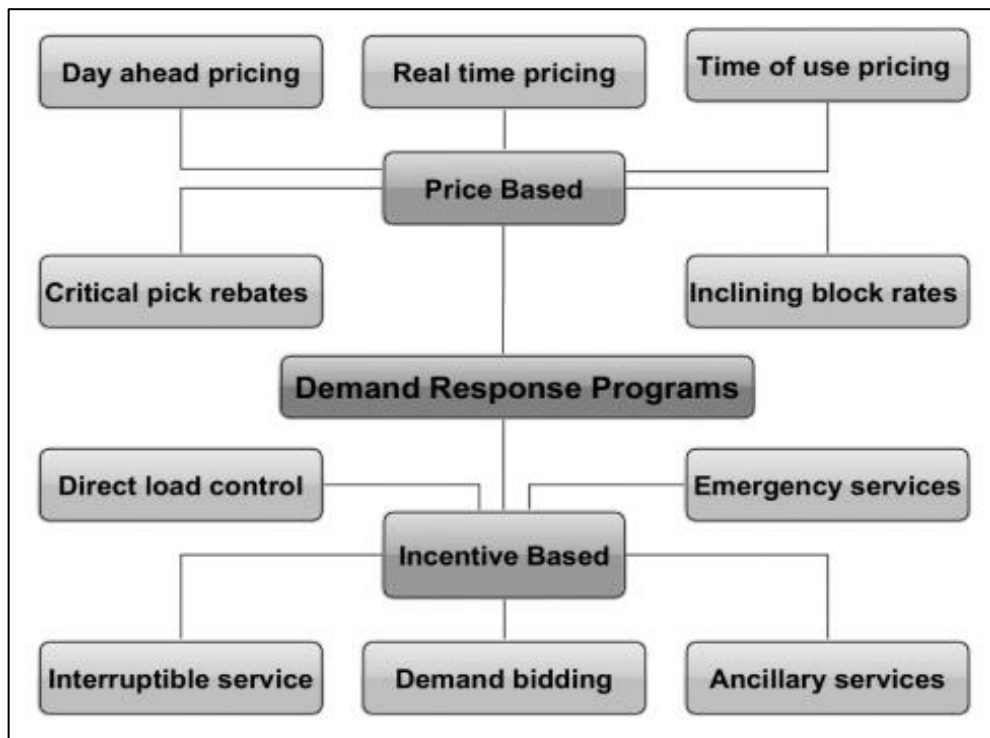 Day ahead pricing
Real time pricing
Time of use pricing
Price Based
Critical pick rebates
Inclining block rates
Demand Response Programs
Direct load control
Emergency services
Incentive Based
Interruptible service
Demand bidding
Ancillary services